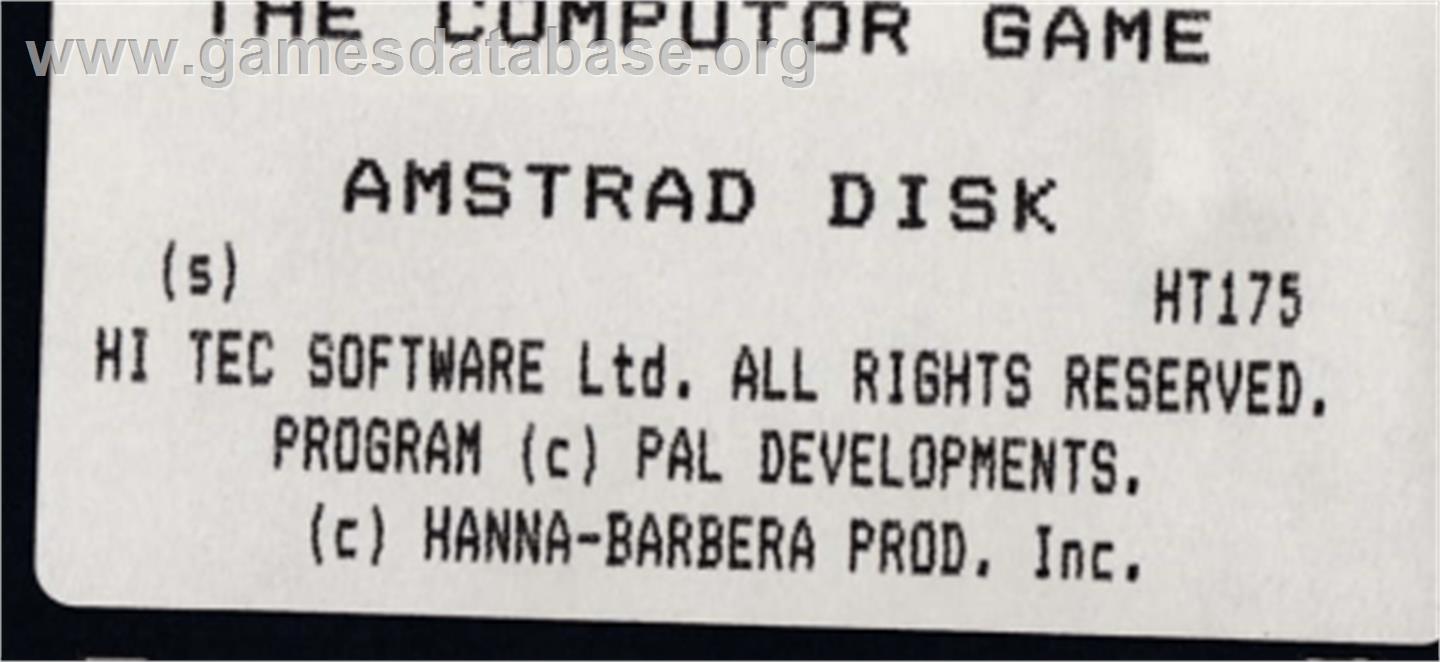 THE COMPUTOR GAME
www.gamesdatabase.org
AMSTRAD DISK
(s) HT175
HI TEC SOFTWARE Ltd. ALL RIGHTS RESERVED.
PROGRAM (c) PAL DEVELOPMENTS.
(c) HANNA-BARBERA PROD. Inc.